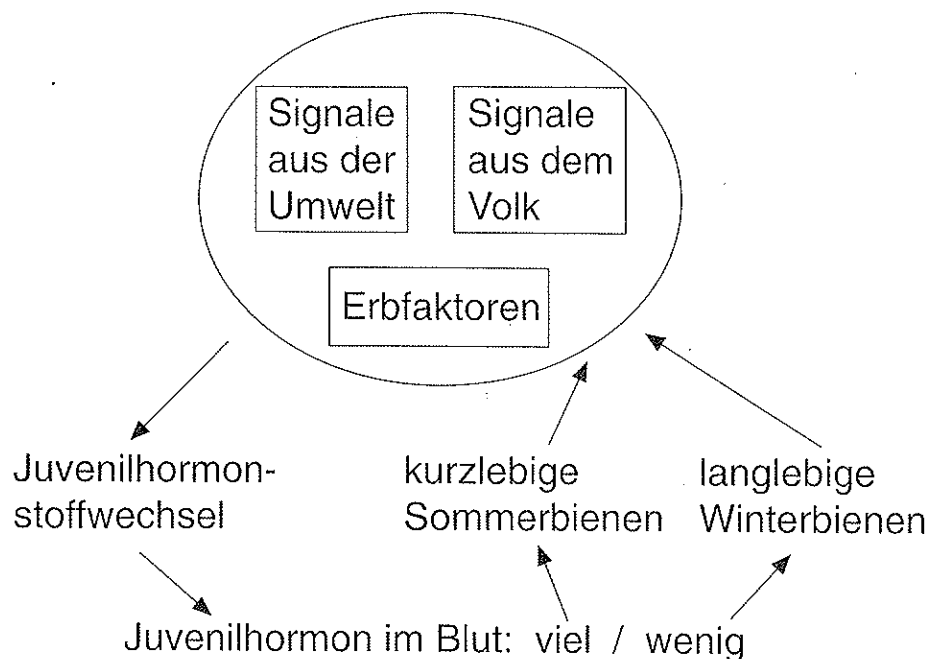 Signale
aus der
Umwelt
Signale
aus dem
Volk
Erbfaktoren
Juvenilhormon-
stoffwechsel
kurzlebige
Sommerbienen
langlebige
Winterbienen
Juvenilhormon im Blut: viel / wenig